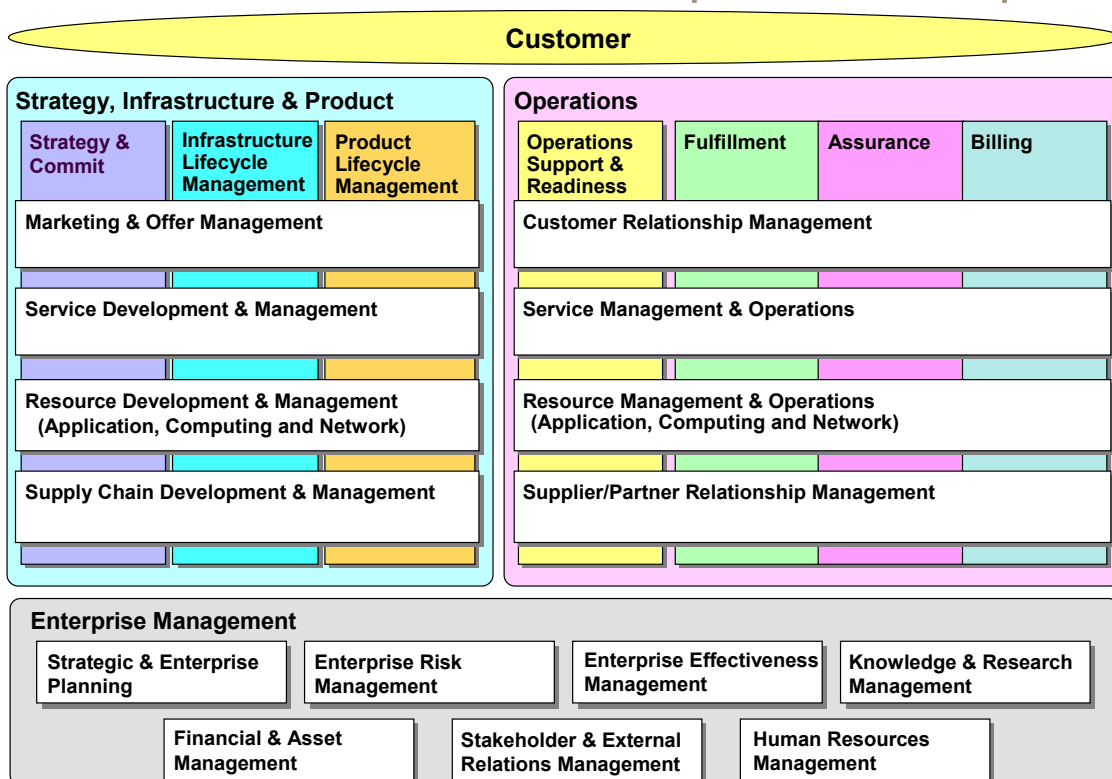 Customer
Strategy, Infrastructure & Product
Strategy &
Commit
Infrastructure
Lifecycle
Management
Product
Lifecycle
Management
Marketing & Offer Management
Service Development & Management
Resource Development & Management
(Application, Computing and Network)
Supply Chain Development & Management
Operations
Operations
Support &
Readiness
Fulfillment
Assurance
Billing
Customer Relationship Management
Service Management & Operations
Resource Management & Operations
(Application, Computing and Network)
Supplier/Partner Relationship Management
Enterprise Management
Strategic & Enterprise
Planning
Enterprise Risk
Management
Enterprise Effectiveness
Management
Knowledge & Research
Management
Financial & Asset
Management
Stakeholder & External
Relations Management
Human Resources
Management